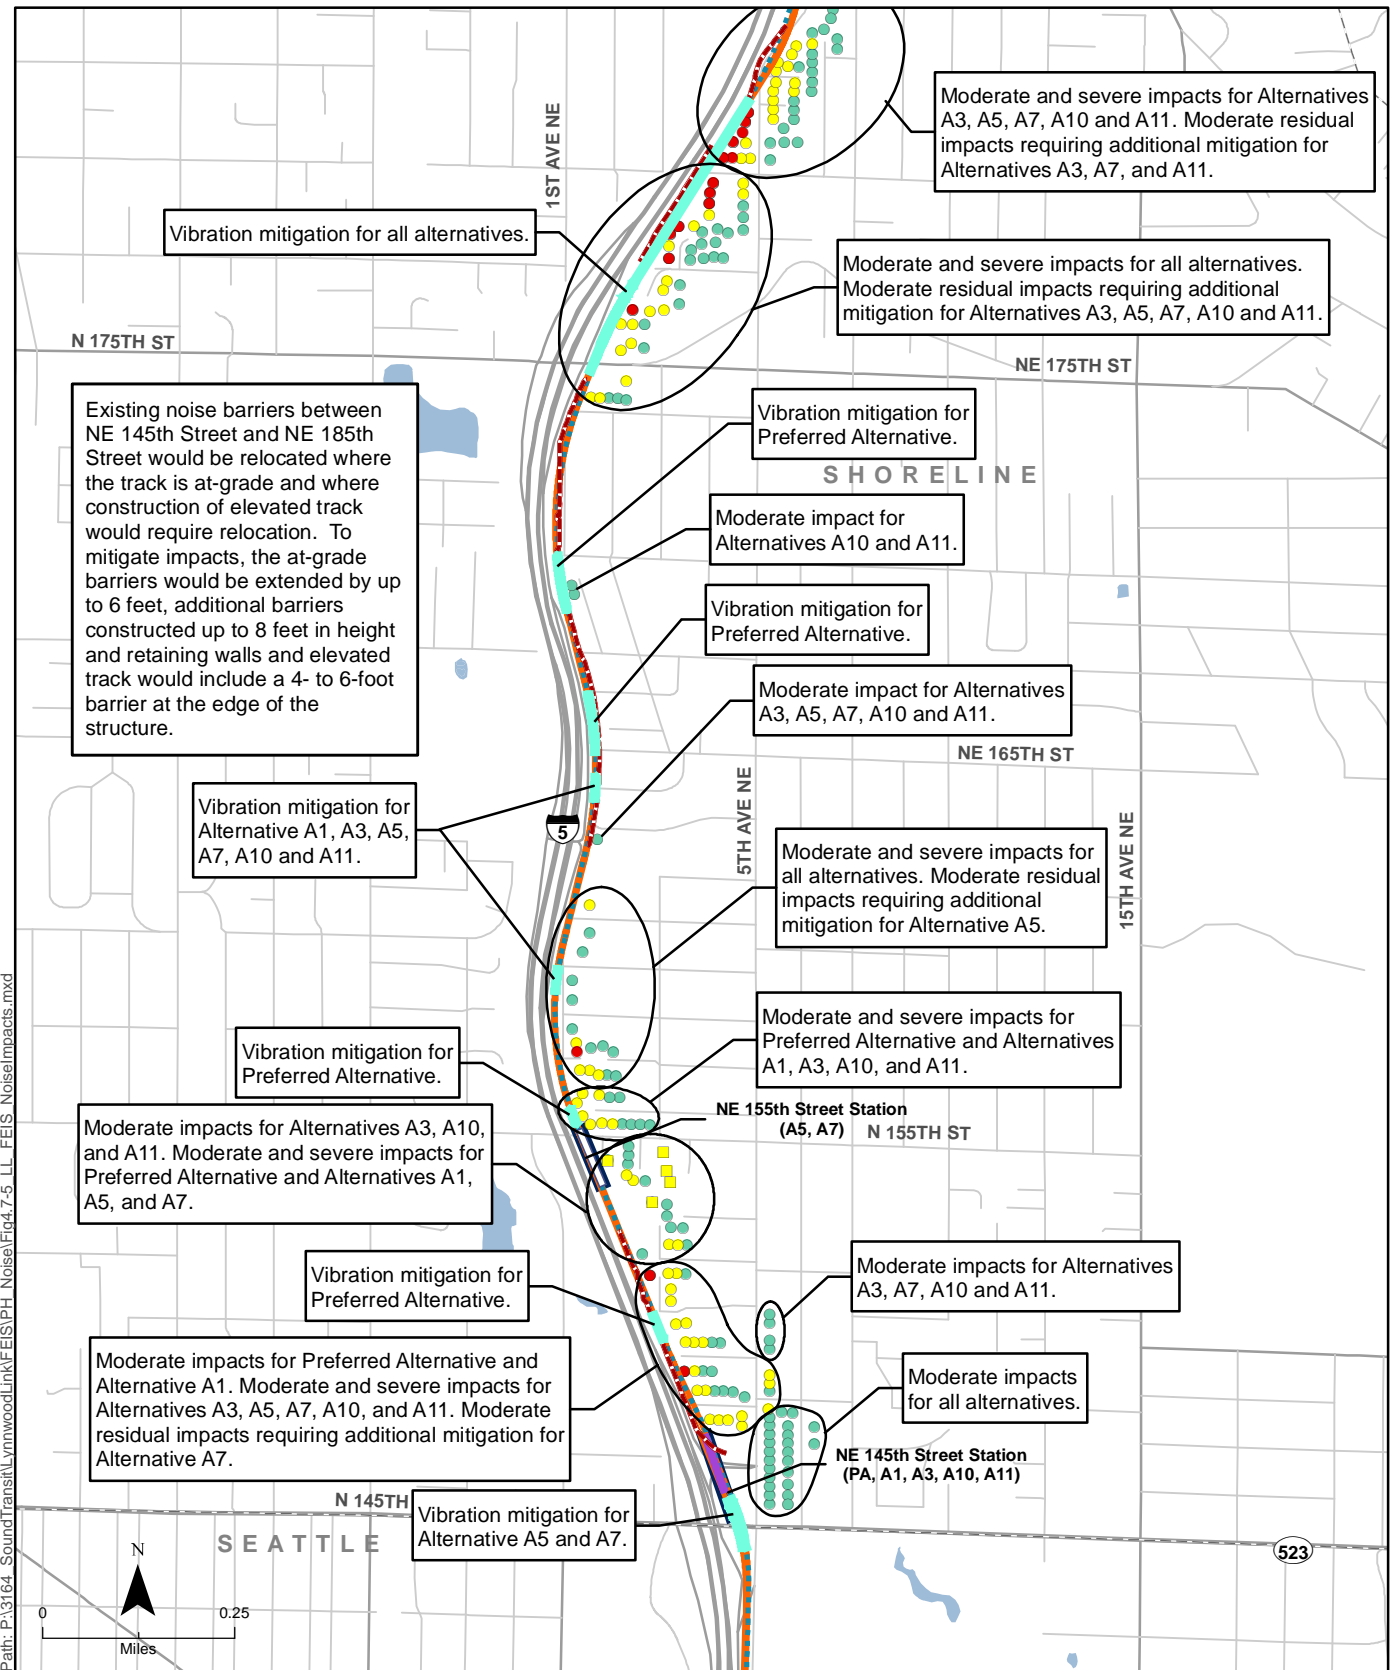 Moderate and severe impacts for Alternatives
A3, A5, A7, A10 and A11. Moderate residual
impacts requiring additional mitigation for
Alternatives A3, A7, and A11.
1ST AVE NE
Vibration mitigation for all alternatives.
Moderate and severe impacts for all alternatives.
Moderate residual impacts requiring additional
mitigation for Alternatives A3, A5, A7, A10 and A11.
N 175TH ST
NE 175TH ST
Existing noise barriers between
NE 145th Street and NE 185th
Street would be relocated where
the track is at-grade and where
construction of elevated track
would require relocation. To
mitigate impacts, the at-grade
barriers would be extended by up
to 6 feet, additional barriers
constructed up to 8 feet in height
and retaining walls and elevated
track would include a 4- to 6-foot
barrier at the edge of the
structure.
Vibration mitigation for
Preferred Alternative.
SHORELINE
Moderate impact for
Alternatives A10 and A11.
Vibration mitigation for
Preferred Alternative.
Moderate impact for Alternatives
A3, A5, A7, A10 and A11.
NE 165TH ST
5TH AVE NE
15TH AVE NE
Vibration mitigation for
Alternative A1, A3, A5,
A7, A10 and A11.
5
Moderate and severe impacts for
all alternatives. Moderate residual
impacts requiring additional
mitigation for Alternative A5.
Moderate and severe impacts for
Preferred Alternative and Alternatives
A1, A3, A10, and A11.
Vibration mitigation for
Preferred Alternative.
NE 155th Street Station
(A5, A7)
N 155TH ST
Moderate impacts for Alternatives A3, A10,
and A11. Moderate and severe impacts for
Preferred Alternative and Alternatives A1,
A5, and A7.
Vibration mitigation for
Preferred Alternative.
Moderate impacts for Alternatives
A3, A7, A10 and A11.
Moderate impacts for Preferred Alternative and
Alternative A1. Moderate and severe impacts for
Alternatives A3, A5, A7, A10, and A11. Moderate
residual impacts requiring additional mitigation for
Alternative A7.
Moderate impacts
for all alternatives.
NE 145th Street Station
(PA, A1, A3, A10, A11)
N 145TH
Vibration mitigation for
Alternative A5 and A7.
SEATTLE
523
N
0
0.25
Miles
Path: P:\3164_SoundTransit\LynnwoodLink\FEIS\PH_Noise\Fig4.7-5_LL_FEIS_NoiseImpacts.mxd